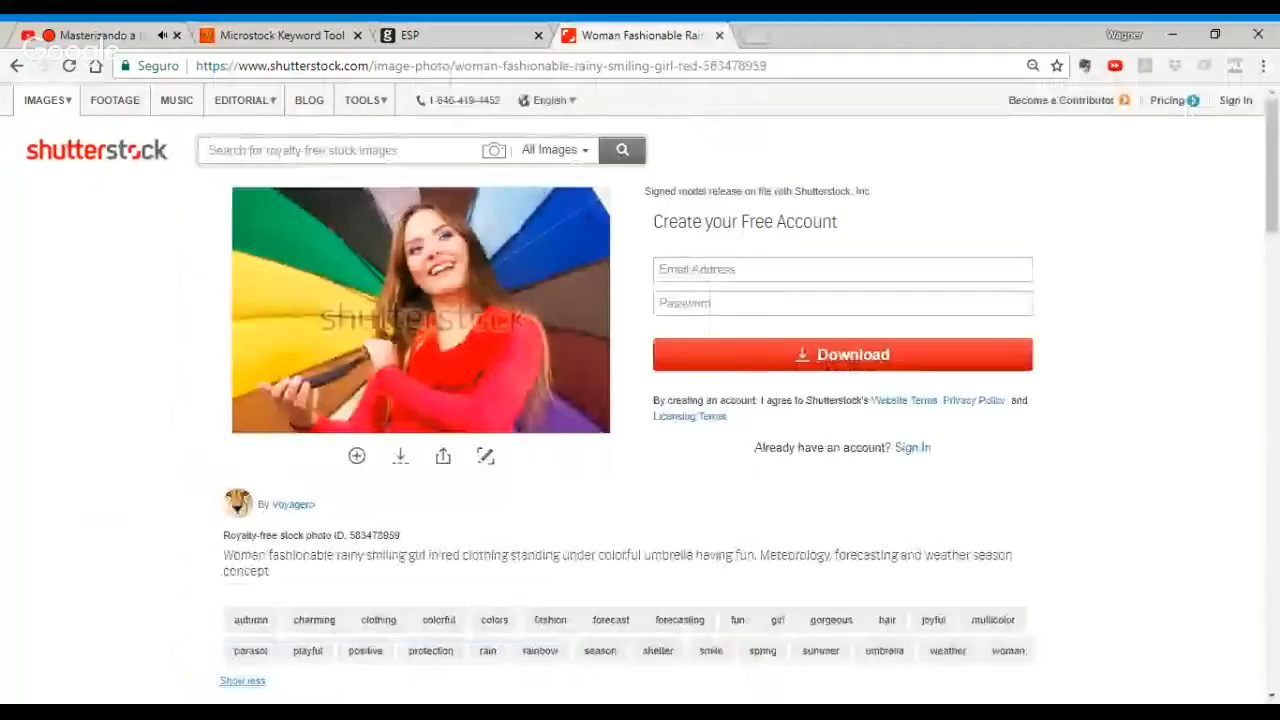 Masterizando a
Microstock Keyword Tool
ESP
Woman Fashionable Rai
Wagner
Google
Seguro
https://www.shutterstock.com/image-photo/woman-fashionable-rainy-smiling-girl-red-583478959
IMAGES
FOOTAGE
MUSIC
EDITORIAL
BLOG
TOOLS
1-646-419-4452
English
Become a Contributor
Pricing
Sign In
shutterstock
Search for royalty-free stock images
All Images
shutterstock
Signed model release on file with Shutterstock, Inc.
Create your Free Account
Email Address
Password
Download
By creating an account, I agree to Shutterstock's Website Terms, Privacy Policy, and
Licensing Terms
Already have an account? Sign In
By voyagerix
Royalty-free stock photo ID: 583478959
Woman fashionable rainy smiling girl in red clothing standing under colorful umbrella having fun. Meteorology, forecasting and weather season
concept
autumn charming clothing colorful colors fashion forecast forecasting fun girl gorgeous hair joyful multicolor
parasol playful positive protection rain rainbow season shelter smile spring summer umbrella weather woman
Show less